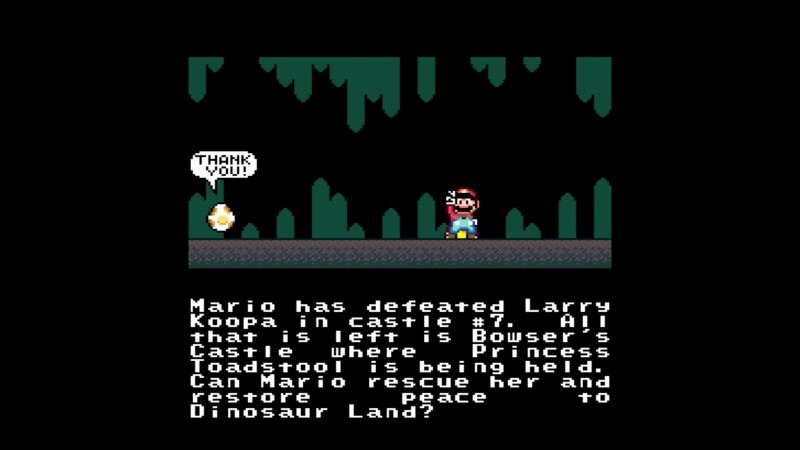 THANK
YOU!
Mario has defeated Larry
Koopa in castle #7. All
that is left is Bowser's
Castle where Princess
Toadstool is being held.
Can Mario rescue her and
restore peace to
Dinosaur Land?